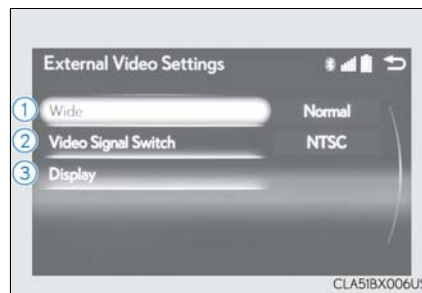 External Video Settings
1 Wide Normal
2 Video Signal Switch NTSC
3 Display
CLA51BX006US